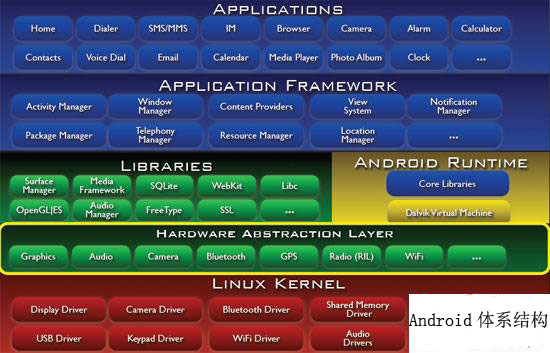 APPLICATIONS
Home Dialer SMS/MMS IM Browser Camera Alarm Calculator
Contacts Voice Dial Email Calendar Media Player Photo Album Clock ...
APPLICATION FRAMEWORK
Activity Manager Window Manager Content Providers View System Notification Manager
Package Manager Telephony Manager Resource Manager Location Manager ...
LIBRARIES
Surface Manager Media Framework SQLite WebKit Libc
OpenGL|ES Audio Manager FreeType SSL ...
ANDROID RUNTIME
Core Libraries
Dalvik Virtual Machine
HARDWARE ABSTRACTION LAYER
Graphics Audio Camera Bluetooth GPS Radio (RIL) WiFi ...
LINUX KERNEL
Display Driver Camera Driver Bluetooth Driver Shared Memory Driver
USB Driver Keypad Driver WiFi Driver Audio Drivers
Android体系结构